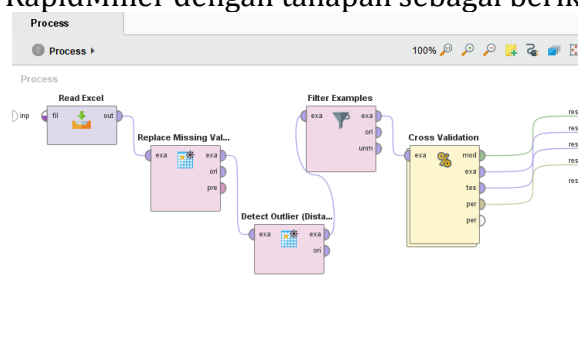 RapidMiner dengan tahapan sebagai berik
Process
Process
100%
Process
Read Excel
inp
fil
out
Replace Missing Val...
exa
exa
ori
pre
Detect Outlier (Dista...
exa
exa
ori
Filter Examples
exa
exa
ori
unm
Cross Validation
exa
mod
exa
tes
per
per
res
res
res
res
res